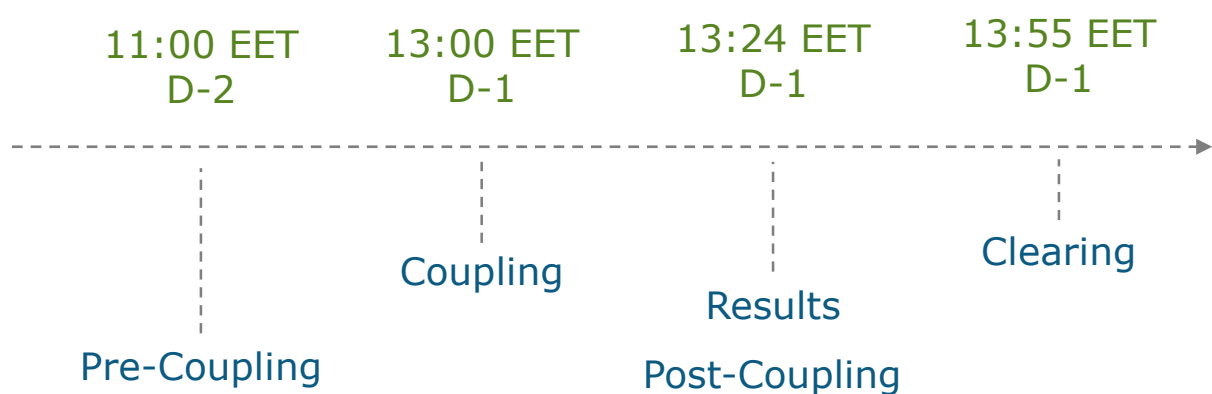 11:00 EET
D-2
13:00 EET
D-1
13:24 EET
D-1
13:55 EET
D-1
Pre-Coupling
Coupling
Results
Post-Coupling
Clearing